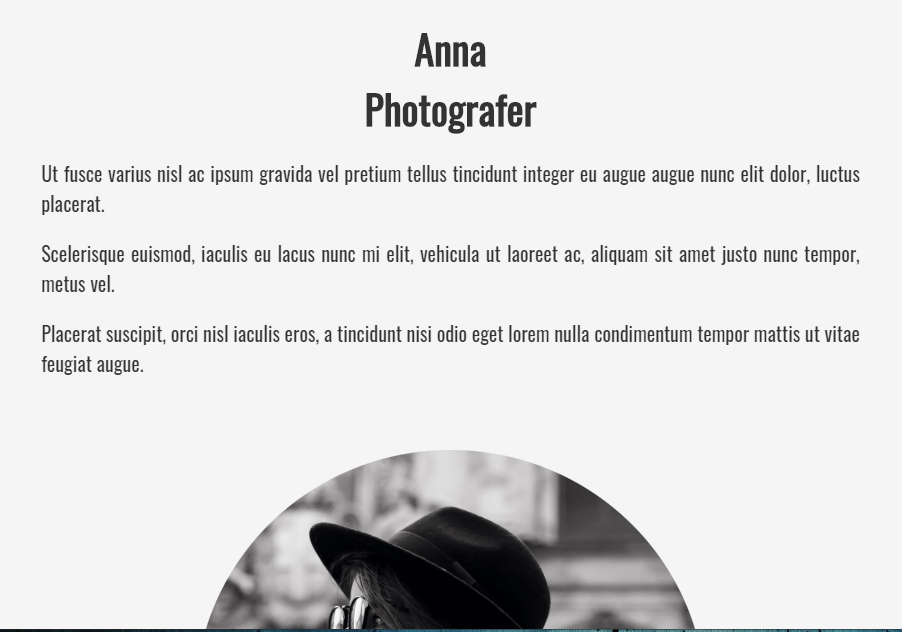 Anna
Photografer
Ut fusce varius nisl ac ipsum gravida vel pretium tellus tincidunt integer eu augue augue nunc elit dolor, luctus
placerat.
Scelerisque euismod, iaculis eu lacus nunc mi elit, vehicula ut laoreet ac, aliquam sit amet justo nunc tempor,
metus vel.
Placerat suscipit, orci nisl iaculis eros, a tincidunt nisi odio eget lorem nulla condimentum tempor mattis ut vitae
feugiat augue.